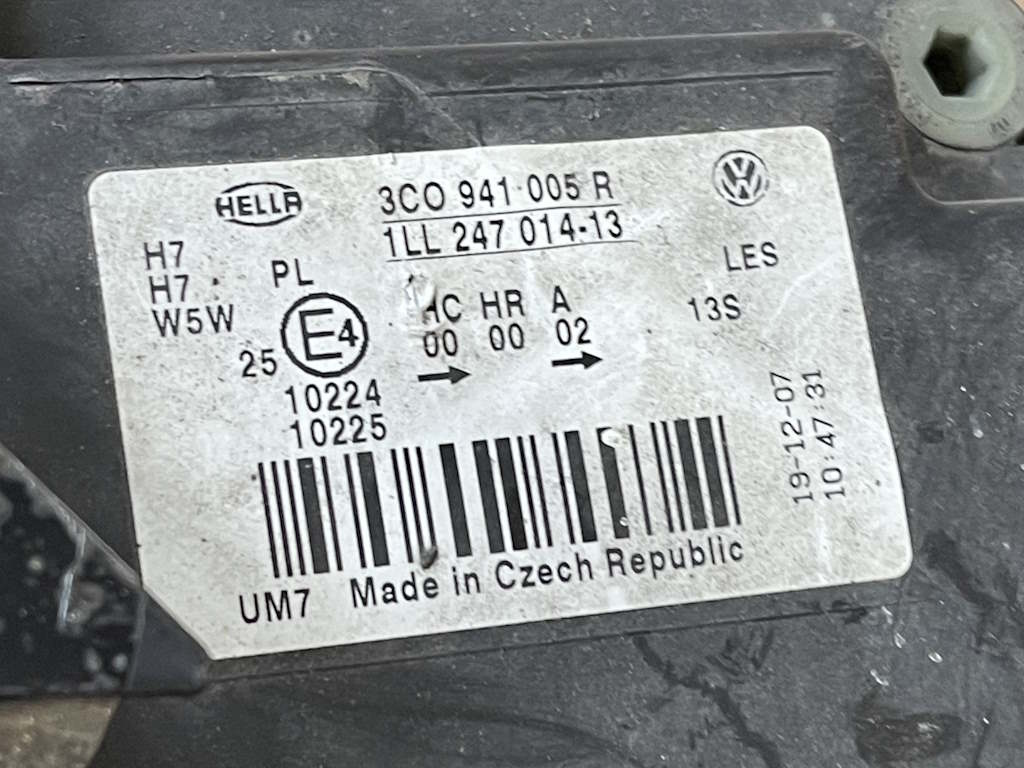 HELLA
3C0 941 005 R
1LL 247 014-13
H7
H7
W5W
PL
LES
HC HR A
13S
25 E4 00 00 02
10224
10225
19-12-07
10:47:31
UM7 Made in Czech Republic